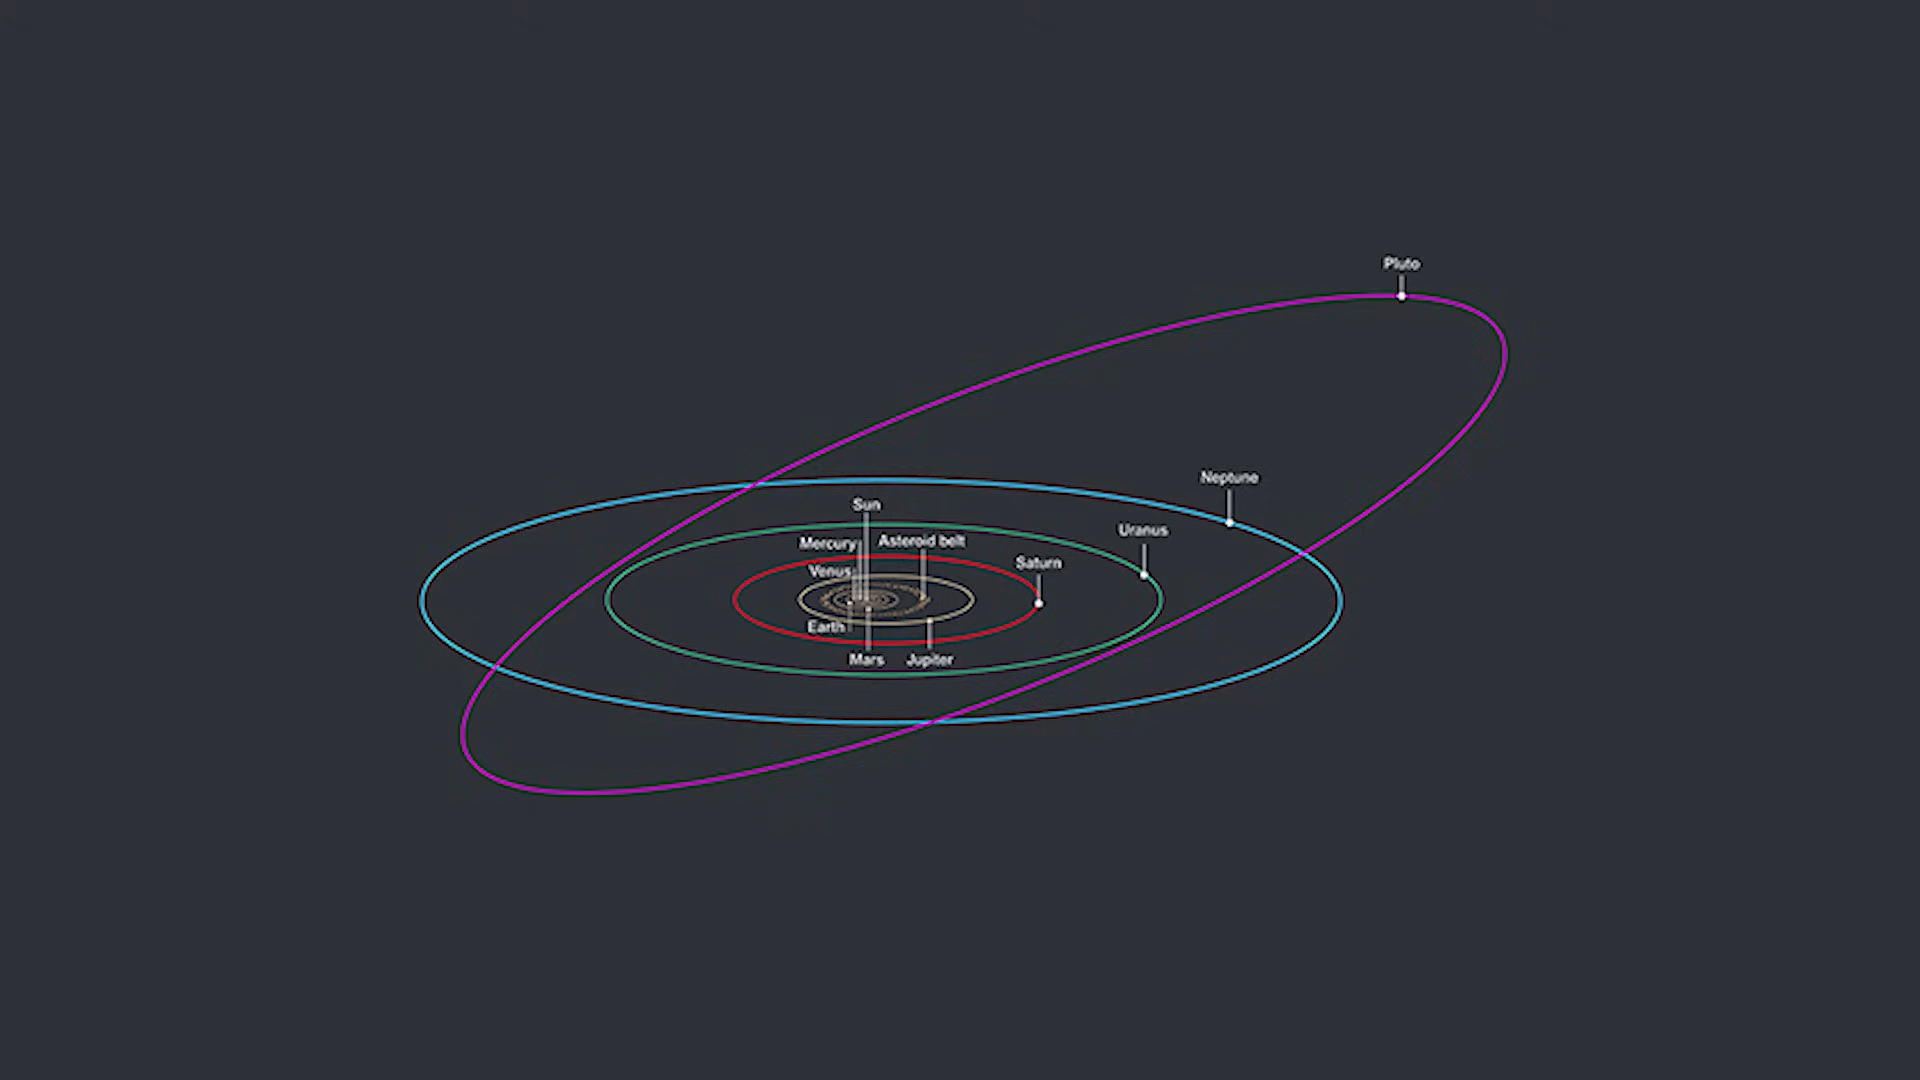 Pluto
Neptune
Sun
Uranus
Mercury
Asteroid belt
Saturn
Venus
Earth
Mars
Jupiter